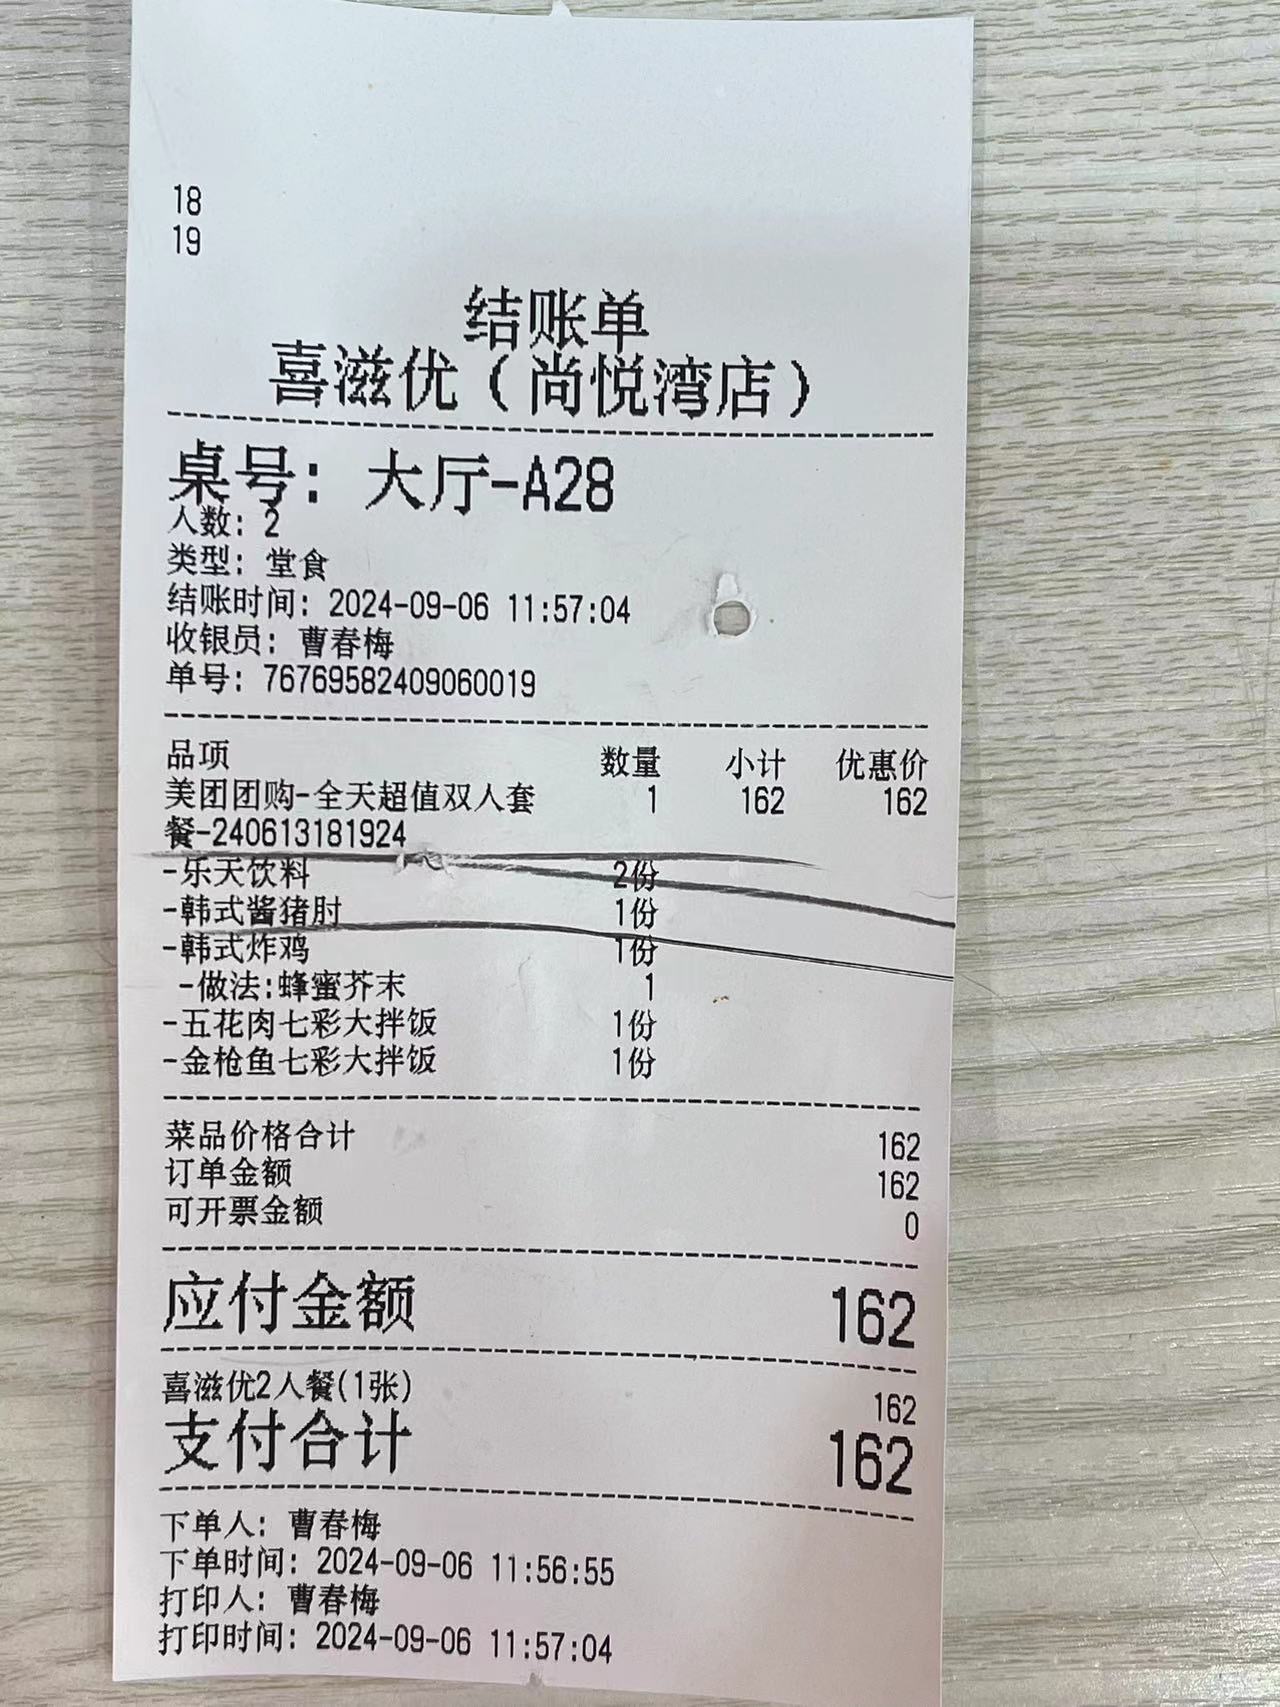 18
19
结账单
喜滋优（尚悦湾店）
桌号：大厅-A28
人数：2
类型：堂食
结账时间：2024-09-06 11:57:04
收银员：曹春梅
单号：76769582409060019
品项 数量 小计 优惠价
美团团购-全天超值双人套 1 162 162
餐-240613181924
-乐天饮料 2份
-韩式酱猪肘 1份
-韩式炸鸡 1份
-做法:蜂蜜芥末 1
-五花肉七彩大拌饭 1份
-金枪鱼七彩大拌饭 1份
菜品价格合计 162
订单金额 162
可开票金额 0
应付金额 162
喜滋优2人餐(1张) 162
支付合计 162
下单人：曹春梅
下单时间：2024-09-06 11:56:55
打印人：曹春梅
打印时间：2024-09-06 11:57:04